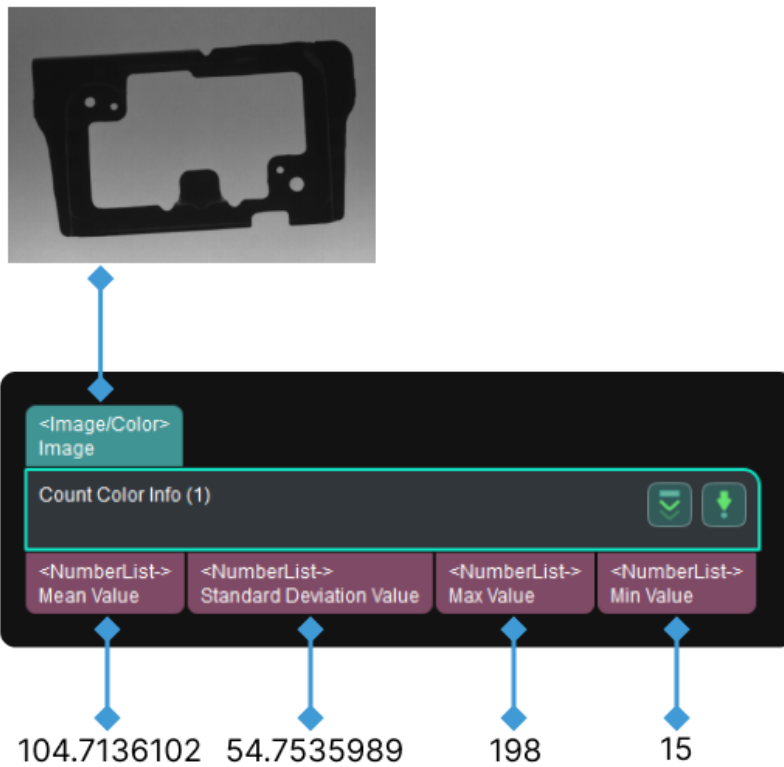 <Image/Color>
Image
Count Color Info (1)
<NumberList->
Mean Value
<NumberList->
Standard Deviation Value
<NumberList->
Max Value
<NumberList->
Min Value
104.7136102
54.7535989
198
15